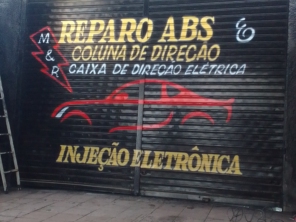 M & R
REPARO ABS
&
COLUNA DE DIREÇÃO
CAIXA DE DIREÇÃO ELÉTRICA
INJEÇÃO ELETRÔNICA